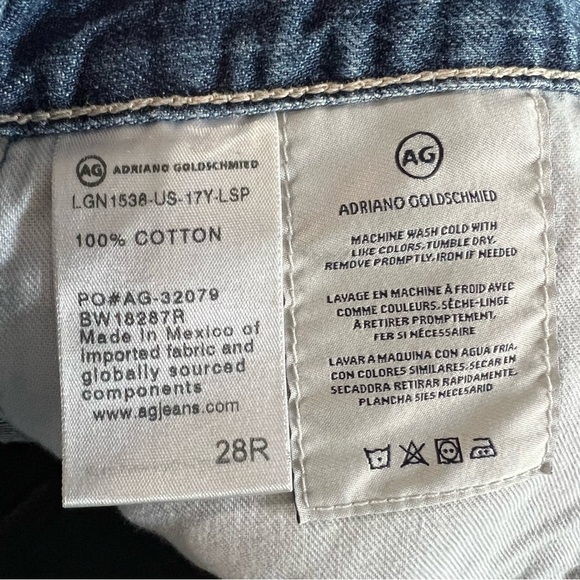 AG ADRIANO GOLDSCHMIED
LGN1538-US-17Y-LSP
100% COTTON
PO#AG-32079
BW18287R
Made in Mexico of
imported fabric and
globally sourced
components
www.agjeans.com
28R
AG
ADRIANO GOLDSCHMIED
MACHINE WASH COLD WITH
LIKE COLORS. TUMBLE DRY.
REMOVE PROMPTLY. IRON IF NEEDED
LAVAGE EN MACHINE À FROID AVEC
COMME COULEURS. SÈCHE-LINGE
À RETIRER PROMPTEMENT,
FER SI NÉCESSAIRE
LAVAR A MAQUINA CON AGUA FRIA,
CON COLORES SIMILARES. SECAR EN
SECADORA RETIRAR RAPIDAMENTE.
PLANCHA SIES NECESARIO